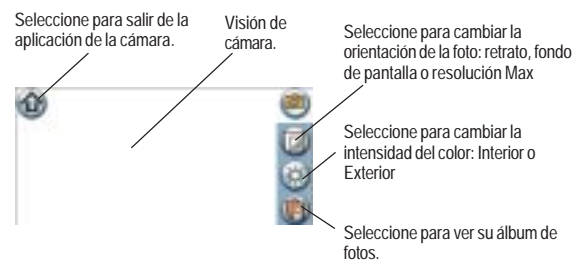 Seleccione para salir de la
aplicación de la cámara.
Visión de
cámara.
Seleccione para cambiar la
orientación de la foto: retrato, fondo
de pantalla o resolución Max
Seleccione para cambiar la
intensidad del color: Interior o
Exterior
Seleccione para ver su álbum de
fotos.